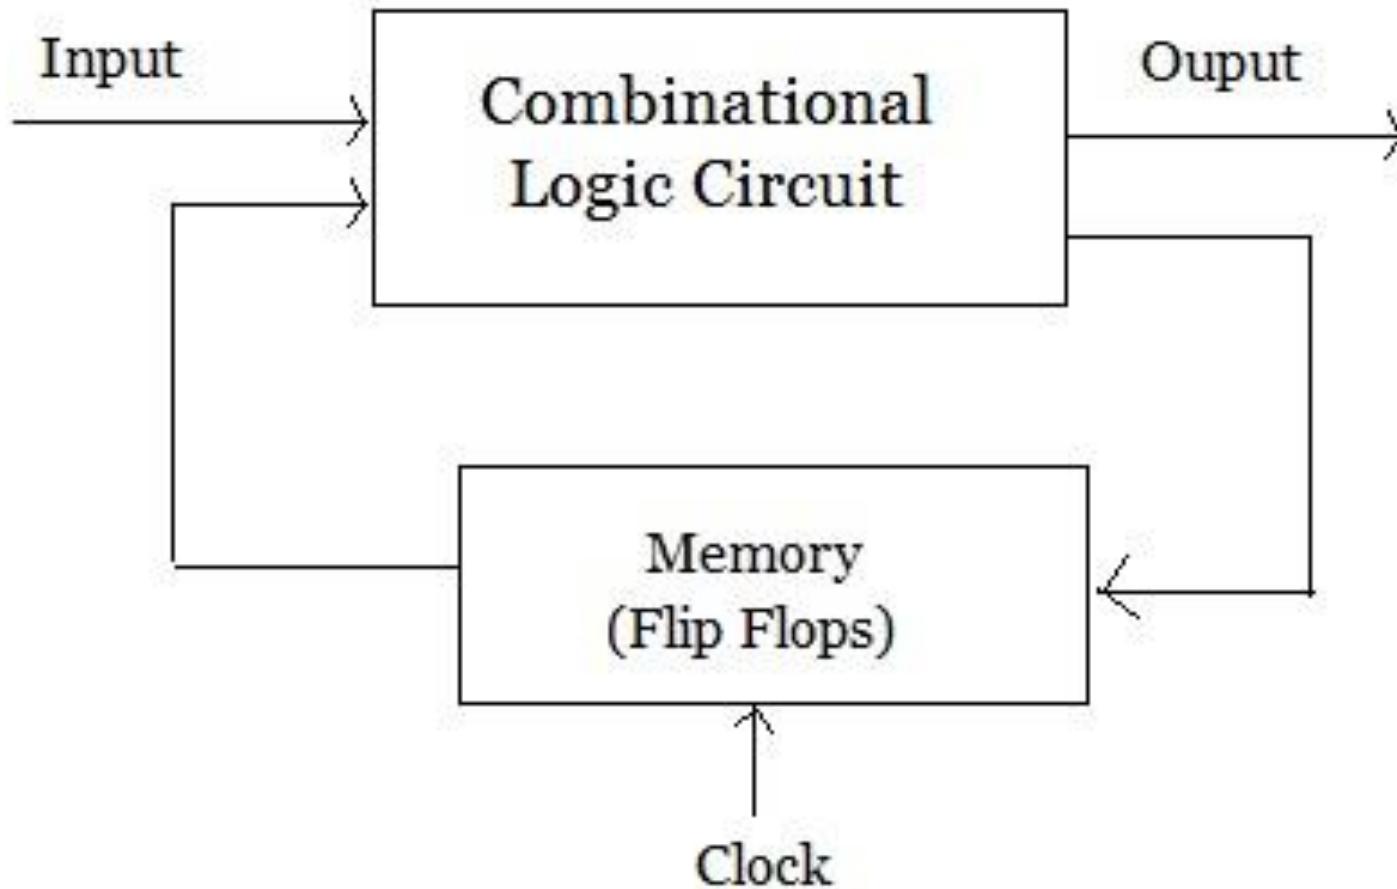 Input
Ouput
Combinational
Logic Circuit
Memory
(Flip Flops)
Clock